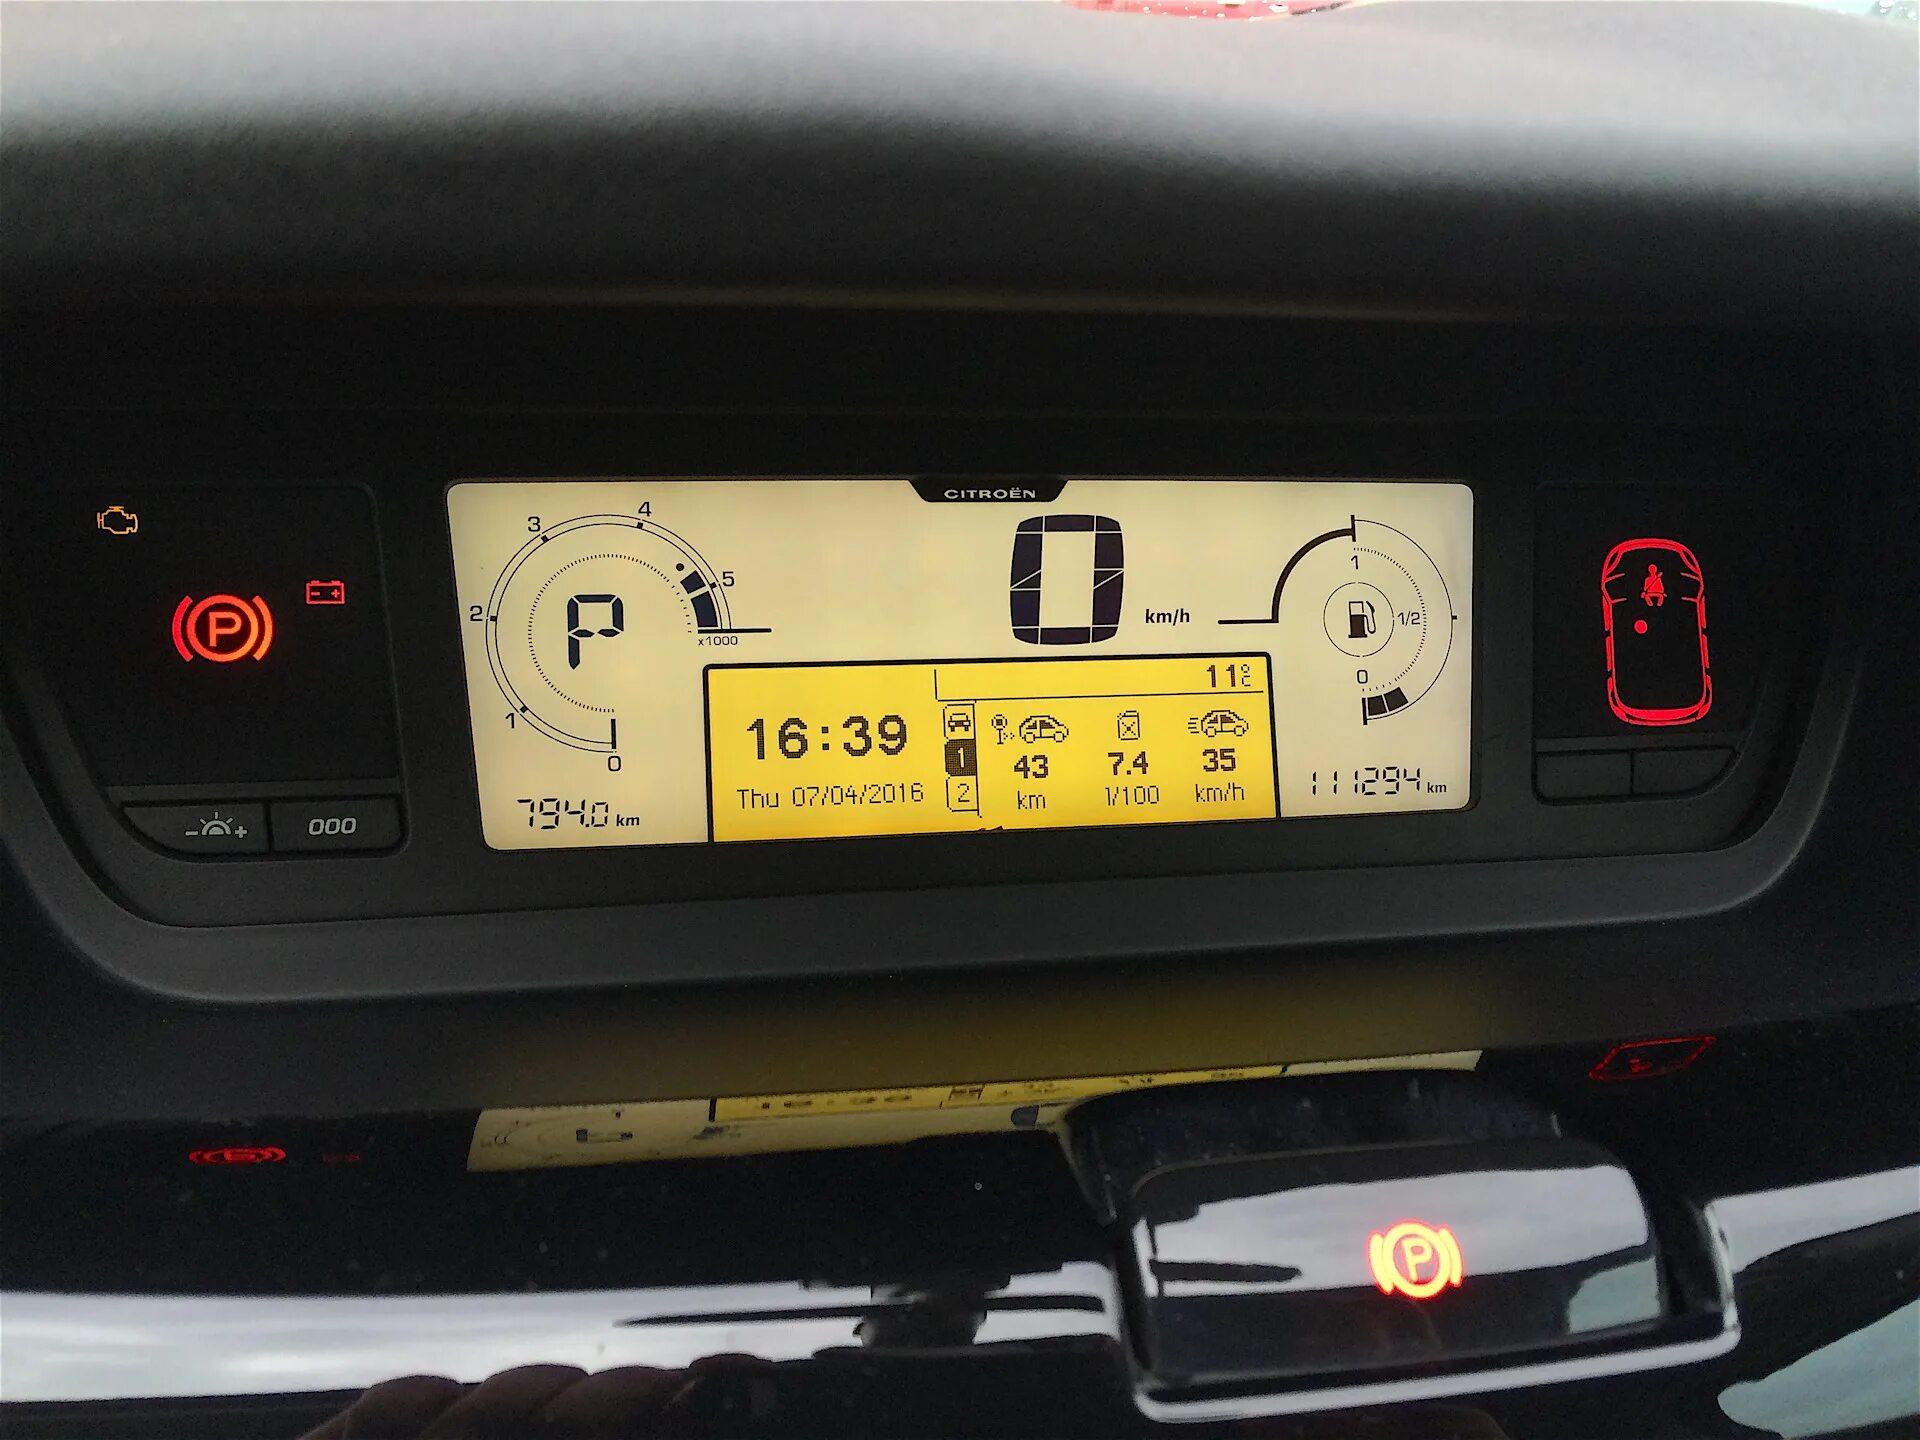 CITROËN
4
3
5
2
P
x1000
1
0
794.0 km
0 km/h
1
1/2
0
11°C
16:39
Thu 07/04/2016
1
2
43 7.4 35
km l/100 km/h
111294 km
P
- +
- +
000
P